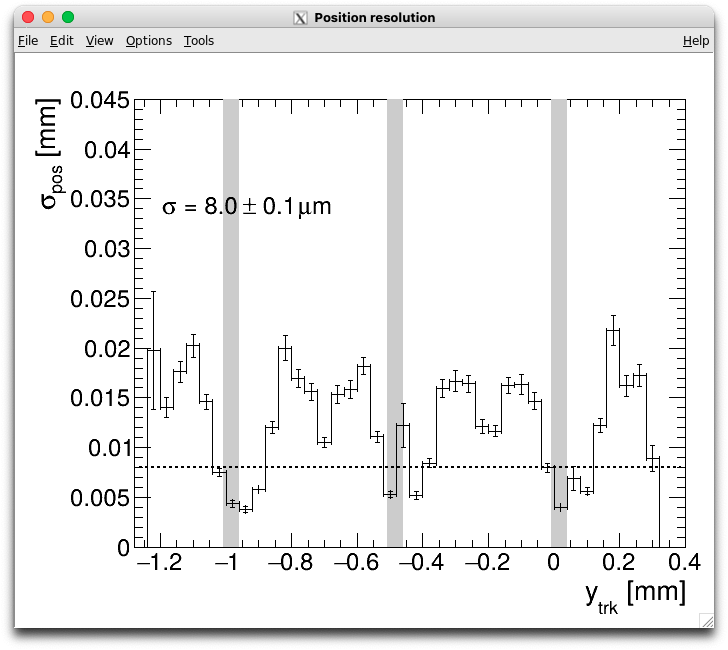 Position resolution
File Edit View Options Tools Help
σpos [mm]
0.045
0.04
0.035
0.03
0.025
0.02
0.015
0.01
0.005
0
σ = 8.0 ± 0.1 μm
−1.2 −1 −0.8 −0.6 −0.4 −0.2 0 0.2 0.4
ytrk [mm]